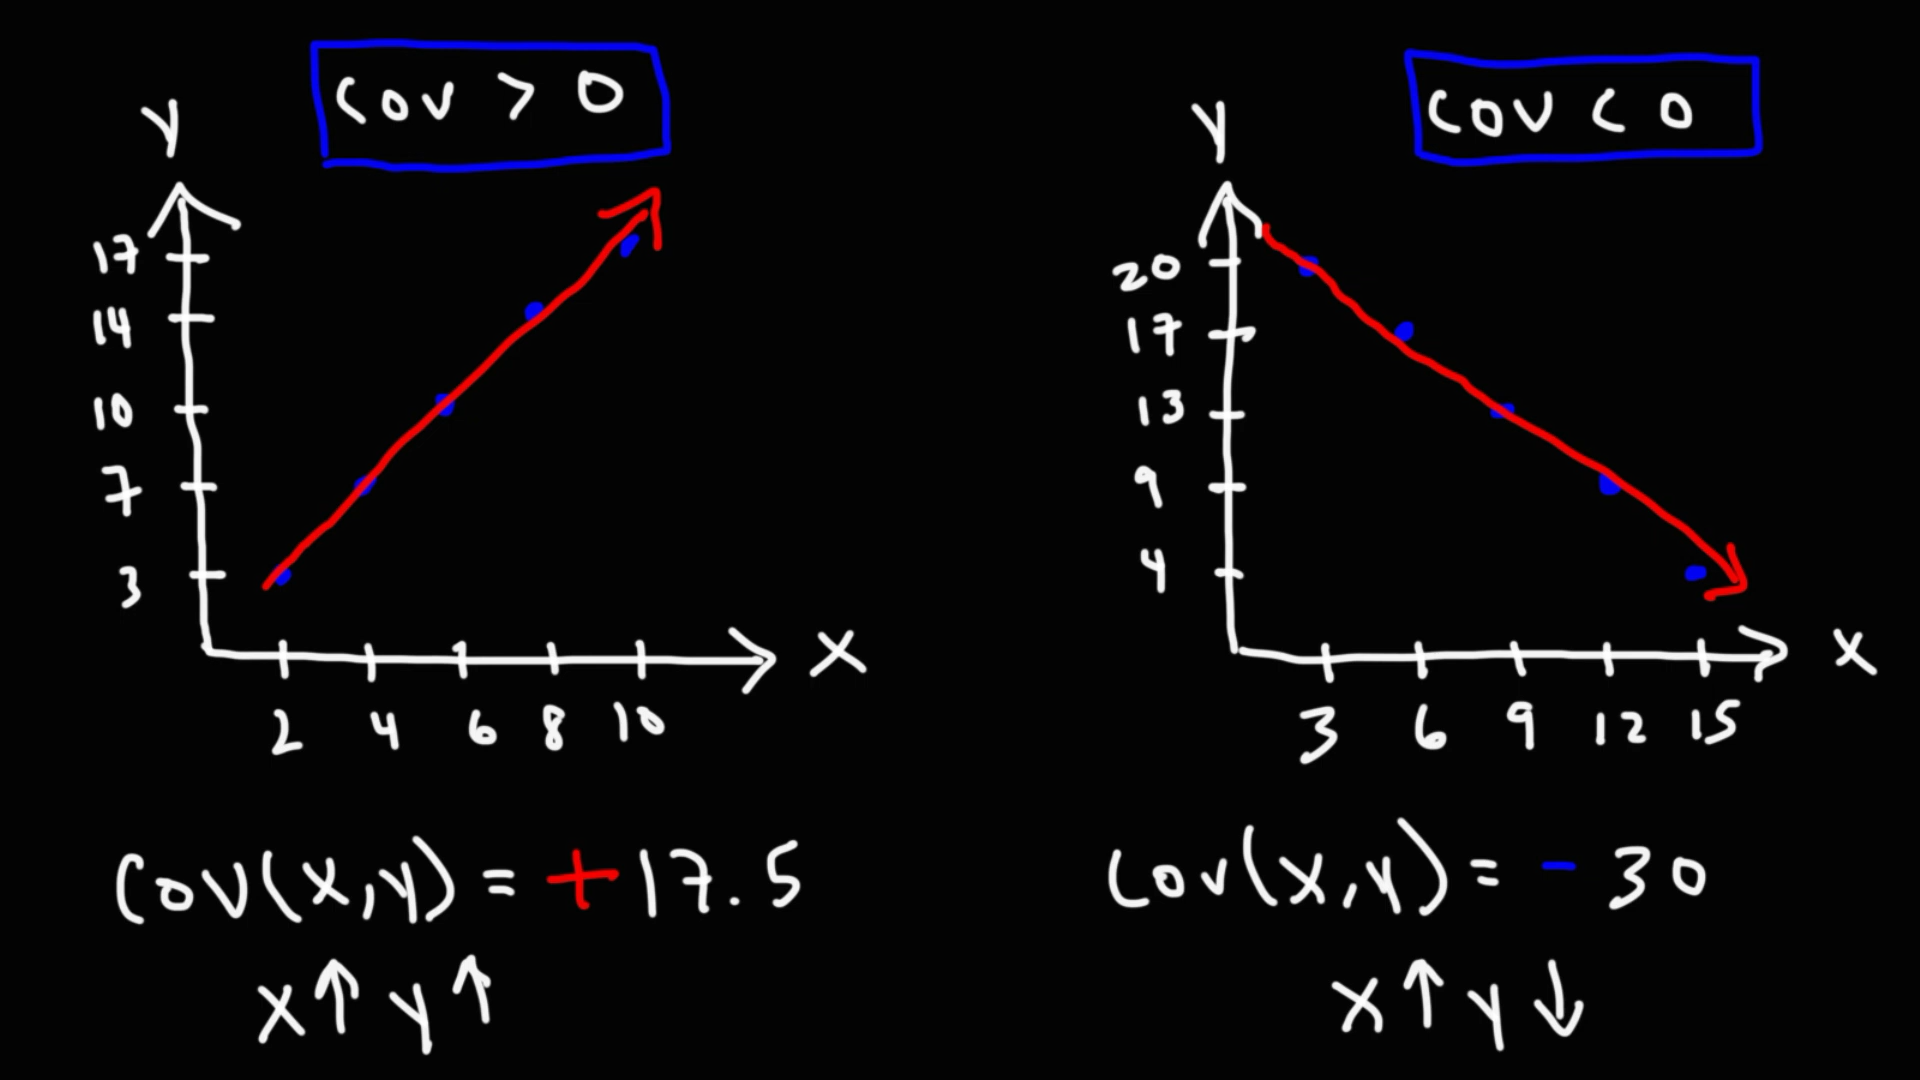 Cov > 0
Y
17
14
10
7
3
X
2 4 6 8 10
Cov(x,y) = +17.5
x↑ y↑
Cov < 0
Y
20
17
13
9
4
X
3 6 9 12 15
Cov(x,y) = -30
x↑ y↓